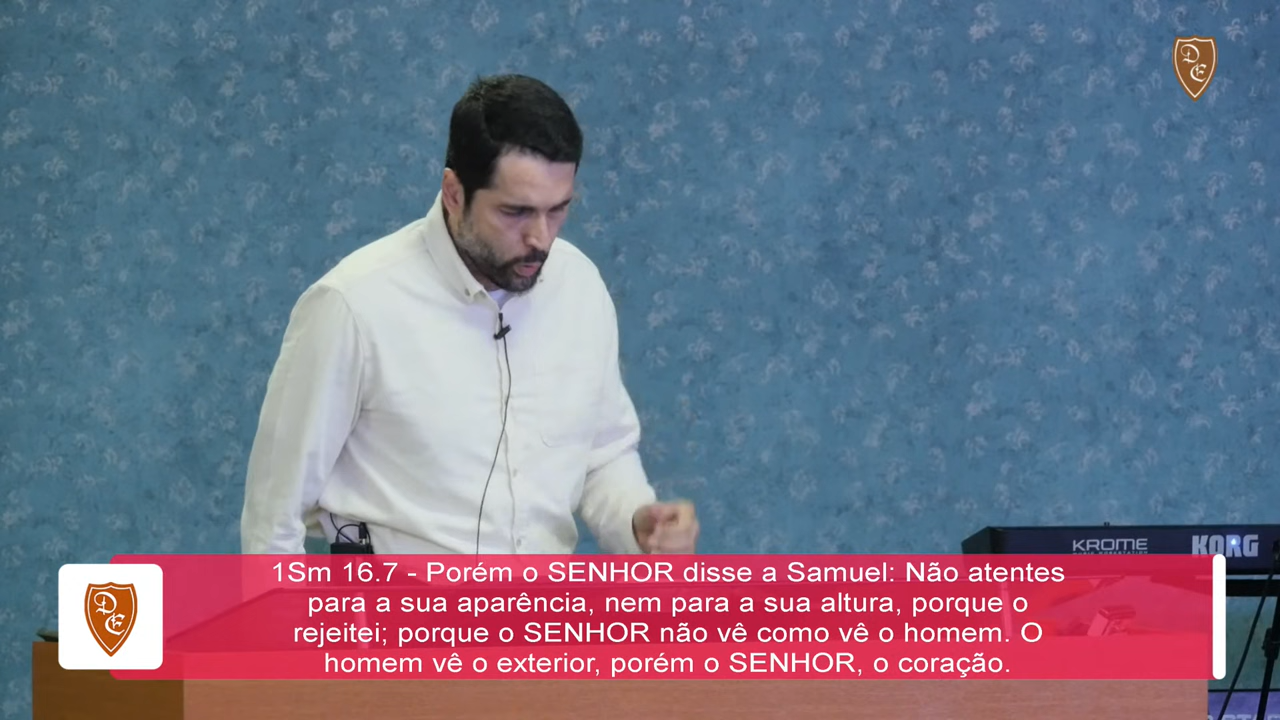 D
E
KROME
KORG
1Sm 16.7 - Porém o SENHOR disse a Samuel: Não atentes
para a sua aparência, nem para a sua altura, porque o
rejeitei; porque o SENHOR não vê como vê o homem. O
homem vê o exterior, porém o SENHOR, o coração.
D
E